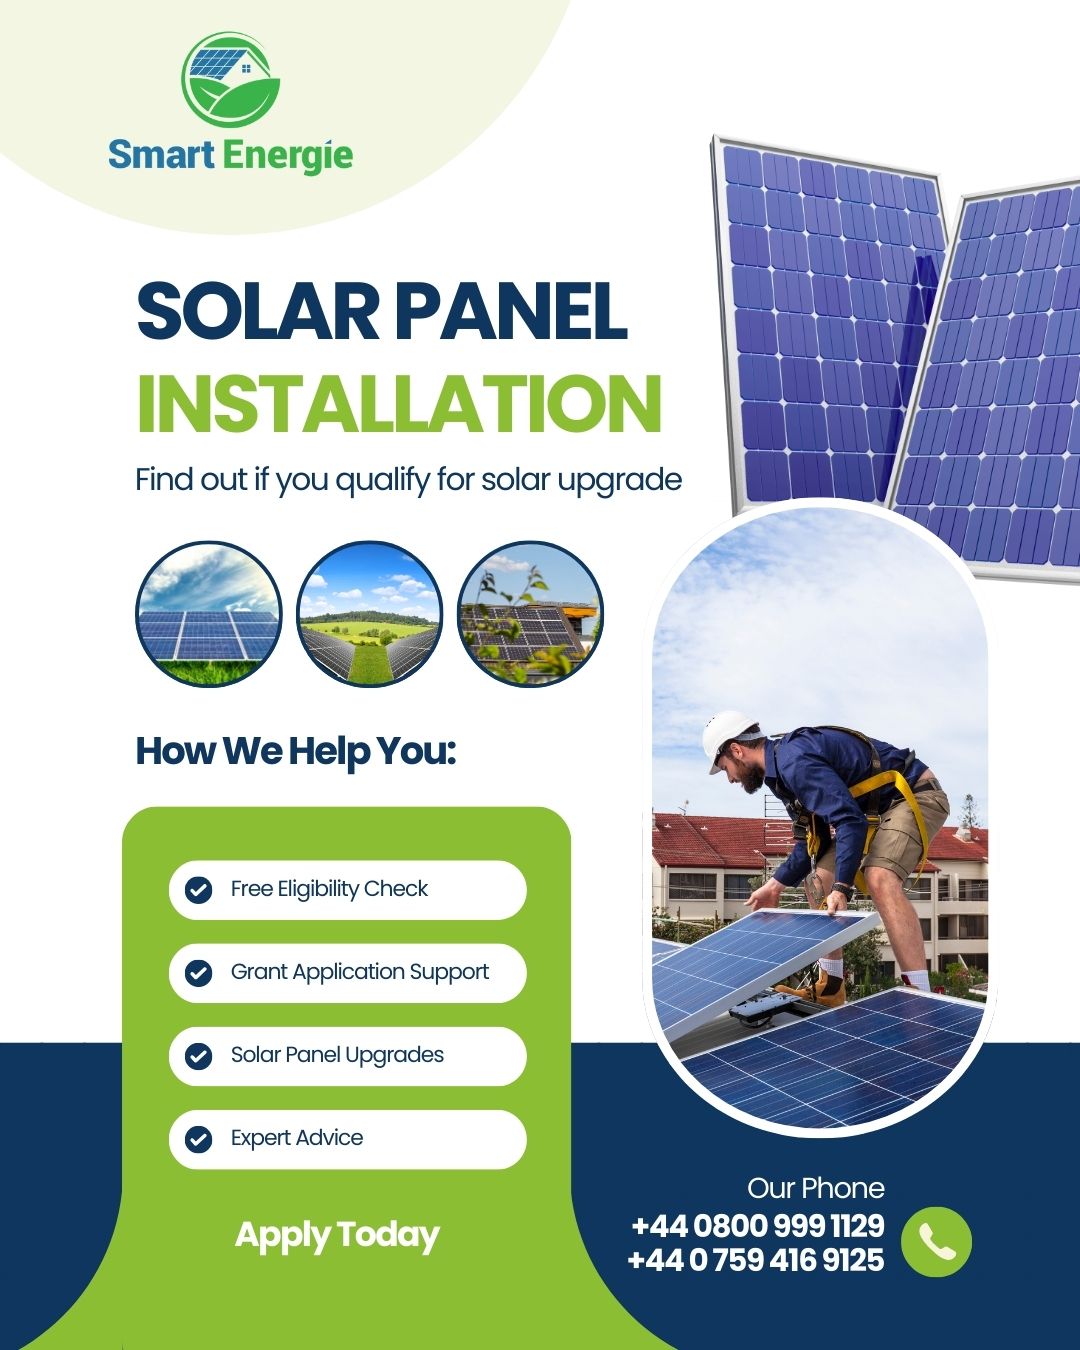 Smart Energie
SOLAR PANEL
INSTALLATION
Find out if you qualify for solar upgrade
How We Help You:
Free Eligibility Check
Grant Application Support
Solar Panel Upgrades
Expert Advice
Apply Today
Our Phone
+44 0800 999 1129
+44 0 759 416 9125